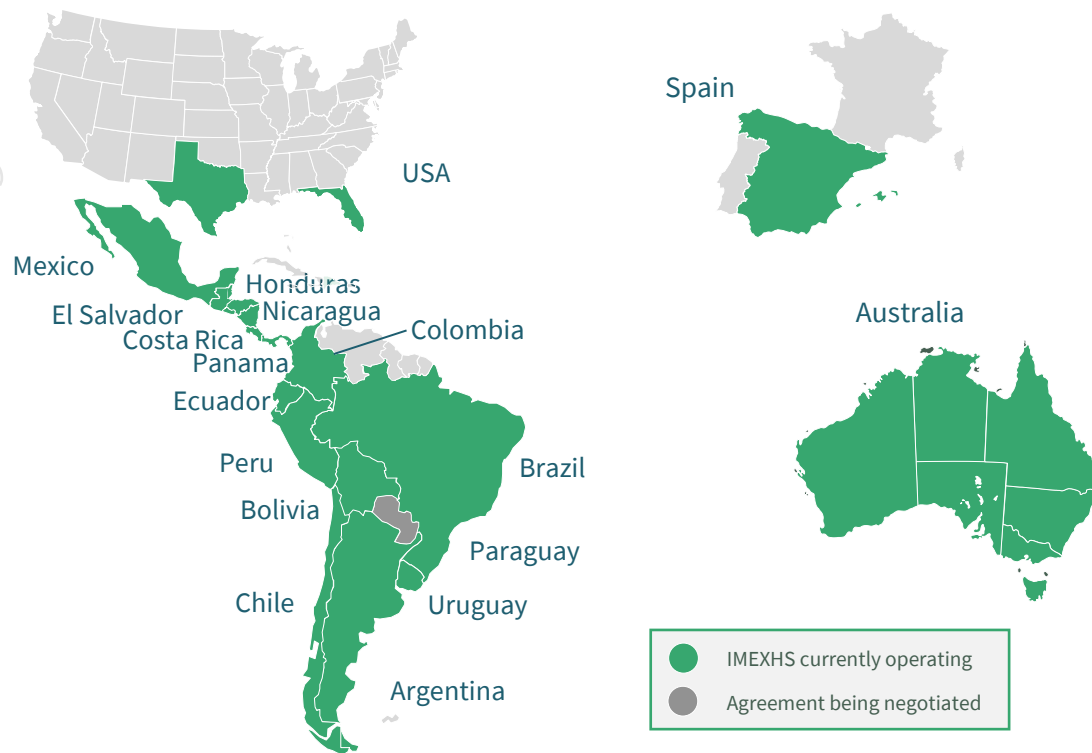 Spain
USA
Mexico
Honduras
El Salvador
Nicaragua
Costa Rica
Colombia
Panama
Ecuador
Peru
Brazil
Bolivia
Paraguay
Chile
Uruguay
Argentina
Australia
IMEXHS currently operating
Agreement being negotiated